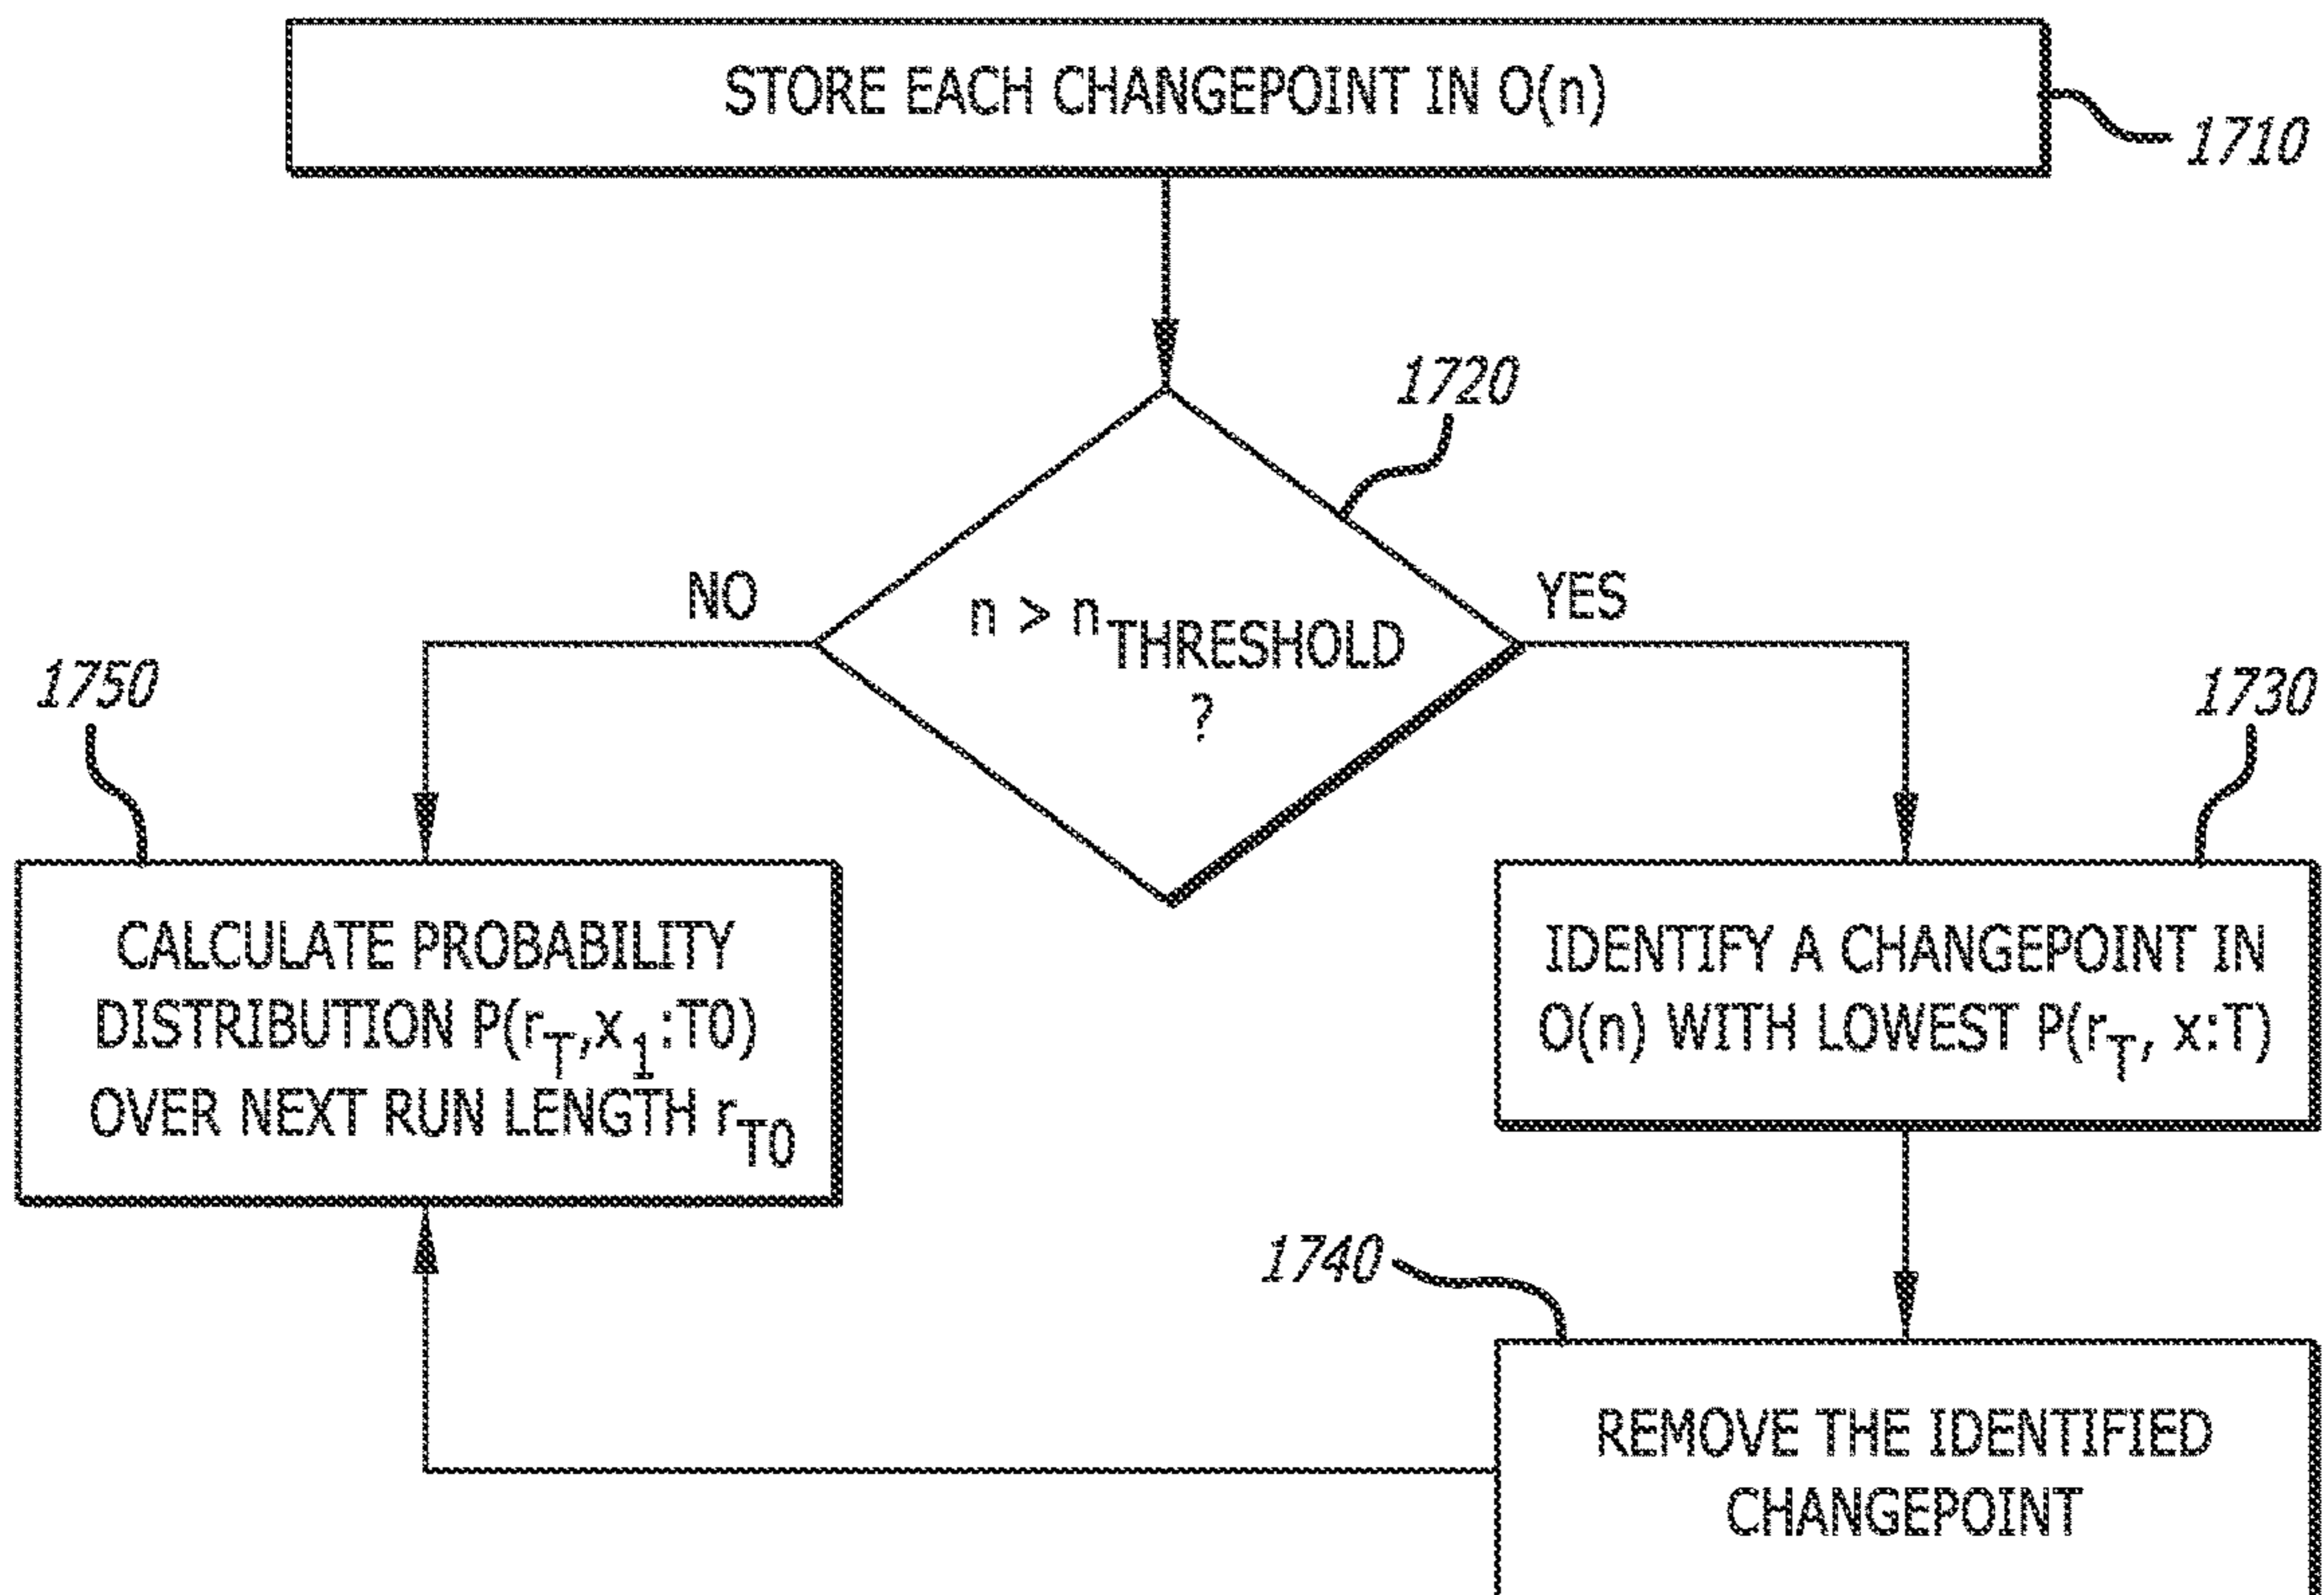 STORE EACH CHANGEPOINT IN O(n)
1710
1720
NO
n > nTHRESHOLD
?
YES
1750
1730
CALCULATE PROBABILITY
DISTRIBUTION P(rT,x1:T0)
OVER NEXT RUN LENGTH rT0
IDENTIFY A CHANGEPOINT IN
O(n) WITH LOWEST P(rT, x:T)
1740
REMOVE THE IDENTIFIED
CHANGEPOINT